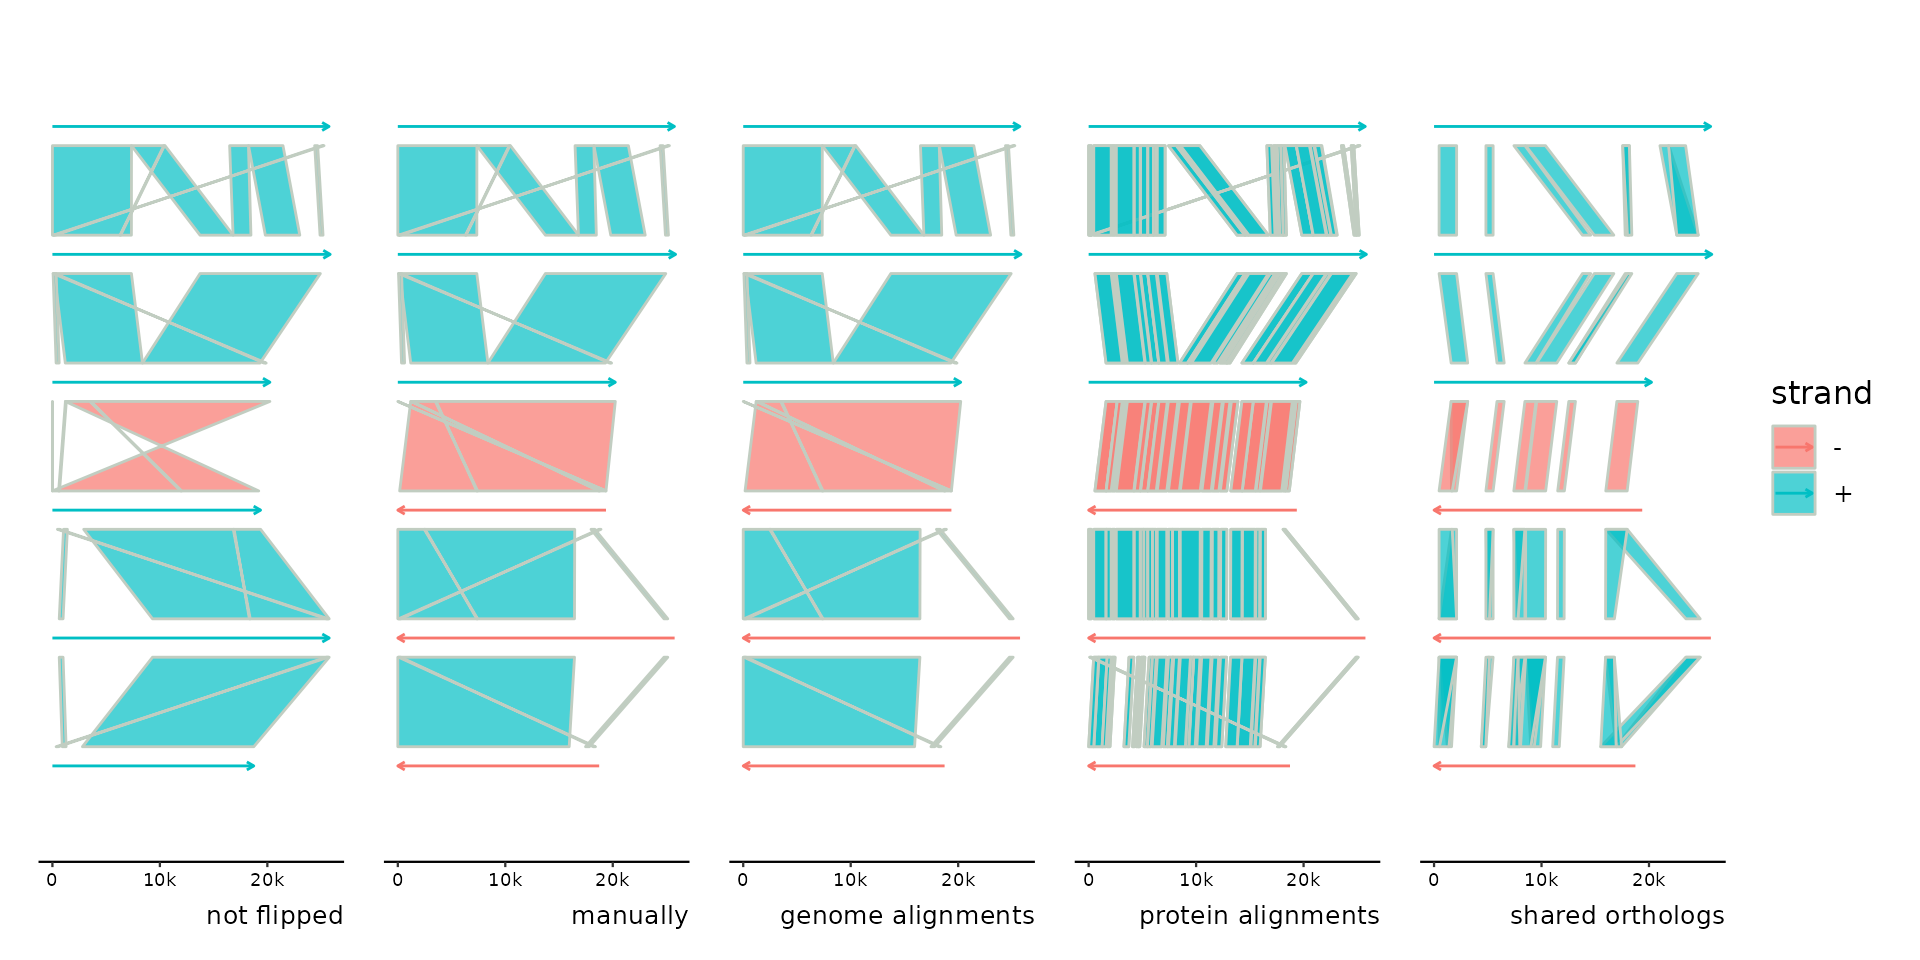 strand
-
+
0 10k 20k 0 10k 20k 0 10k 20k 0 10k 20k 0 10k 20k
not flipped manually genome alignments protein alignments shared orthologs